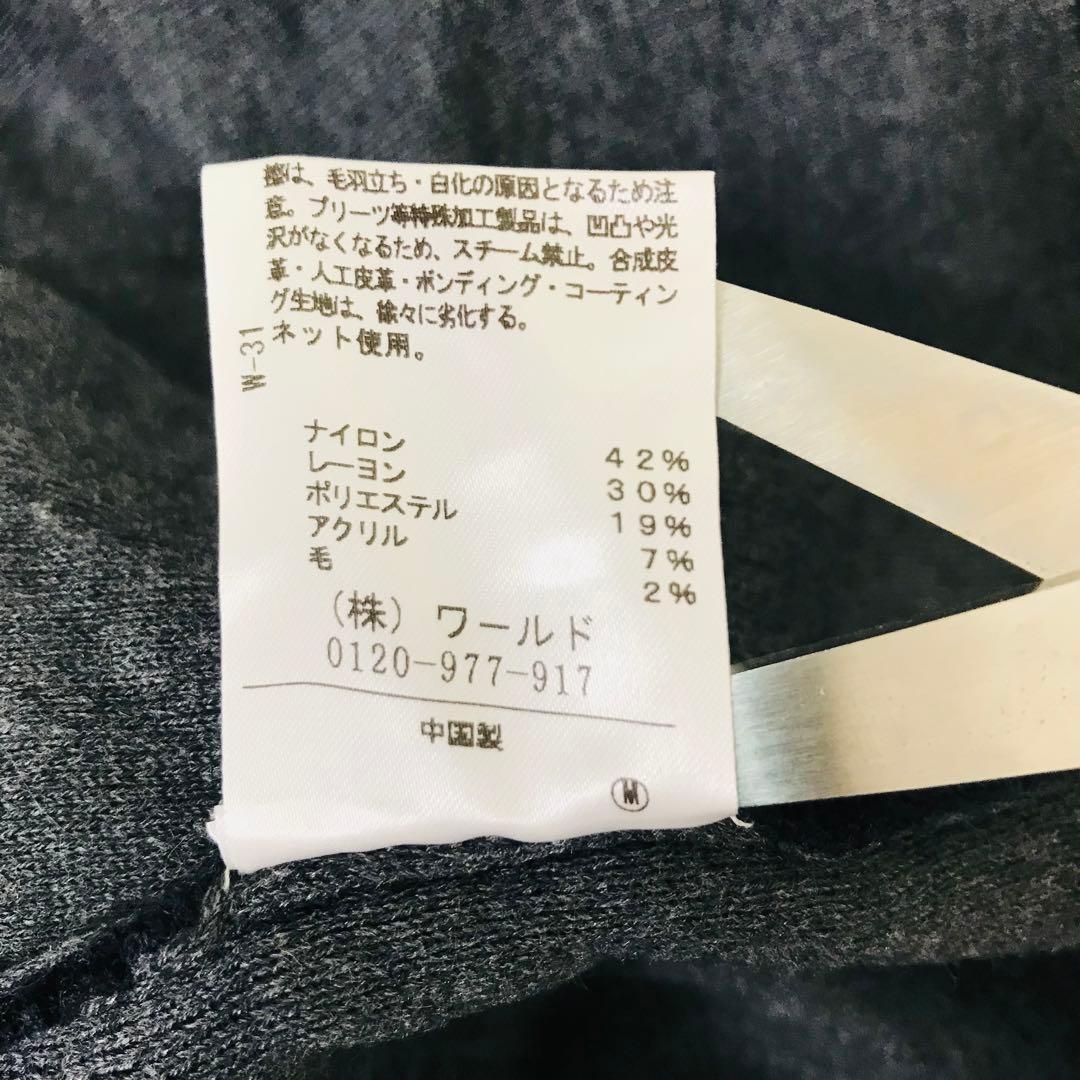 擦は、毛羽立ち・白化の原因となるため注
意。プリーツ等特殊加工製品は、凹凸や光
沢がなくなるため、スチーム禁止。合成皮
革・人工皮革・ボンディング・コーティン
グ生地は、徐々に劣化する。
ネット使用。
W-31
ナイロン 42%
レーヨン 30%
ポリエステル 19%
アクリル 7%
毛 2%
（株）ワールド
0120-977-917
中国製
M